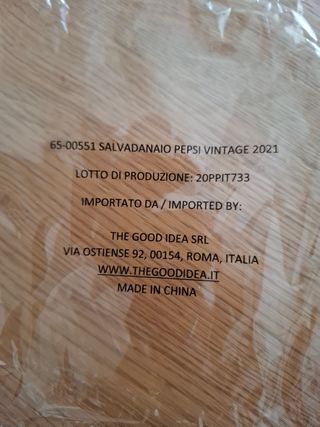 65-00551 SALVADANAIO PEPSI VINTAGE 2021
LOTTO DI PRODUZIONE: 20PPIT733
IMPORTATO DA / IMPORTED BY:
THE GOOD IDEA SRL
VIA OSTIENSE 92, 00154, ROMA, ITALIA
WWW.THEGOODIDEA.IT
MADE IN CHINA